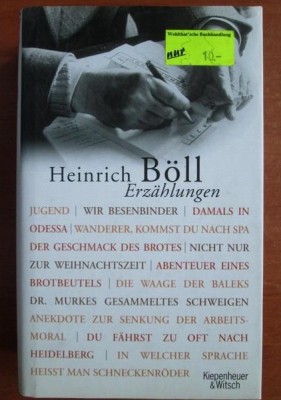 Wohlthat'sche Buchhandlung
nur 10.-
Heinrich Böll
Erzählungen
JUGEND | WIR BESENBINDER | DAMALS IN
ODESSA | WANDERER, KOMMST DU NACH SPA
DER GESCHMACK DES BROTES | NICHT NUR
ZUR WEIHNACHTSZEIT | ABENTEUER EINES
BROTBEUTELS | DIE WAAGE DER BALEKS
DR. MURKES GESAMMELTES SCHWEIGEN
ANEKDOTE ZUR SENKUNG DER ARBEITS-
MORAL | DU FÄHRST ZU OFT NACH
HEIDELBERG | IN WELCHER SPRACHE
HEISST MAN SCHNECKENRÖDER
Kiepenheuer
&Witsch